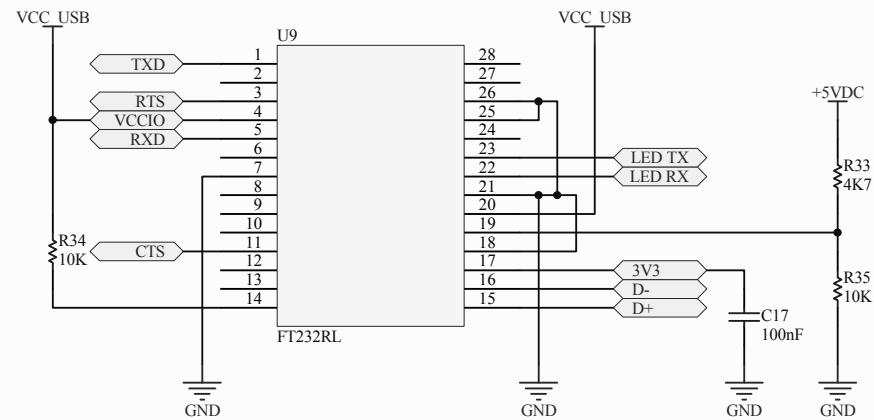 VCC_USB
VCC_USB
U9
1
28
TXD
2
27
+5VDC
3
26
RTS
4
25
VCCIO
5
24
RXD
6
23
LED TX
7
22
LED RX
R33
4K7
8
21
9
20
10
19
R34
10K
11
18
CTS
12
17
3V3
13
16
D-
R35
10K
14
15
D+
C17
100nF
FT232RL
GND
GND
GND
GND